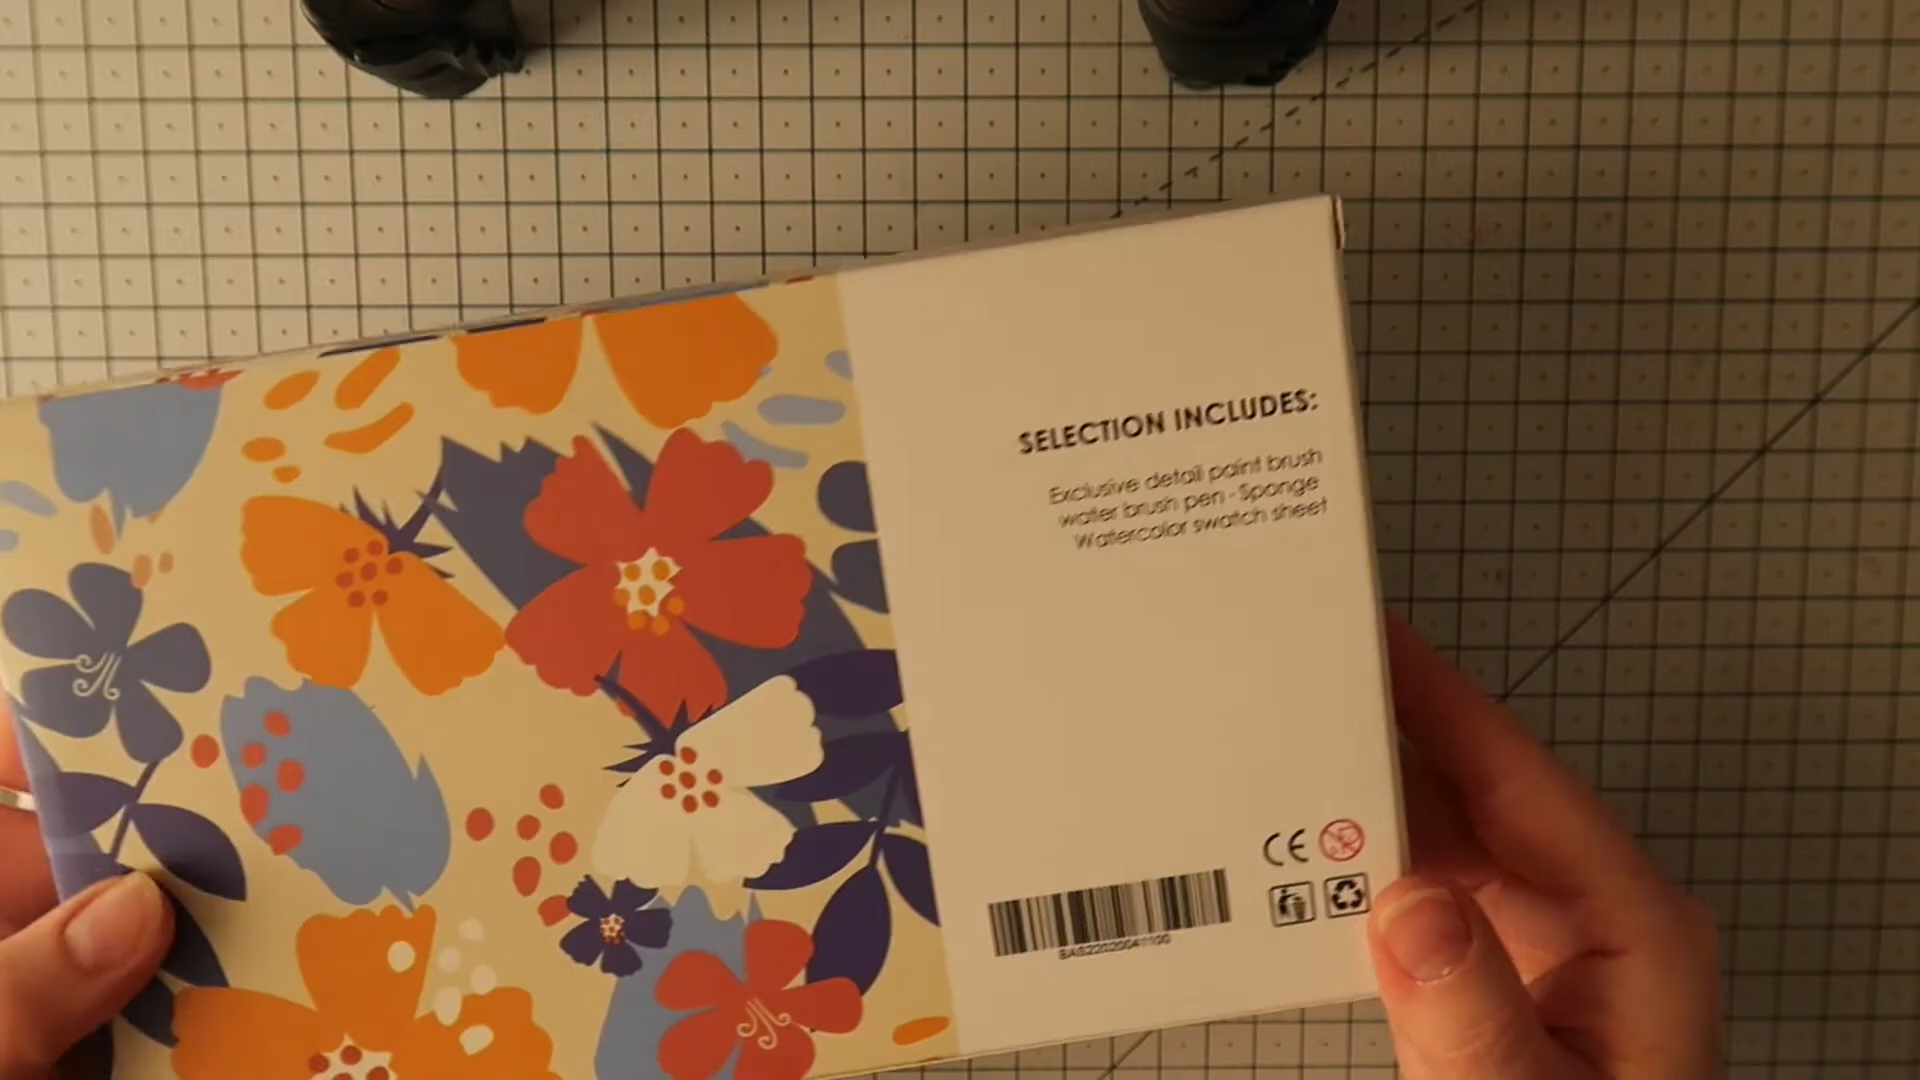 SELECTION INCLUDES:
Exclusive detail paint brush
water brush pen - Sponge
Watercolor swatch sheet
CE